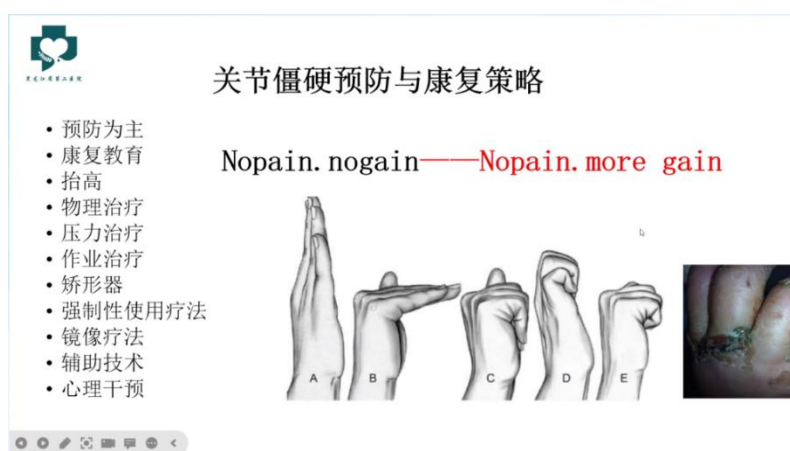 关节僵硬预防与康复策略
Nopain.nogain——Nopain.more gain
• 预防为主
• 康复教育
• 抬高
• 物理治疗
• 压力治疗
• 作业治疗
• 矫形器
• 强制性使用疗法
• 镜像疗法
• 辅助技术
• 心理干预
A B C D E